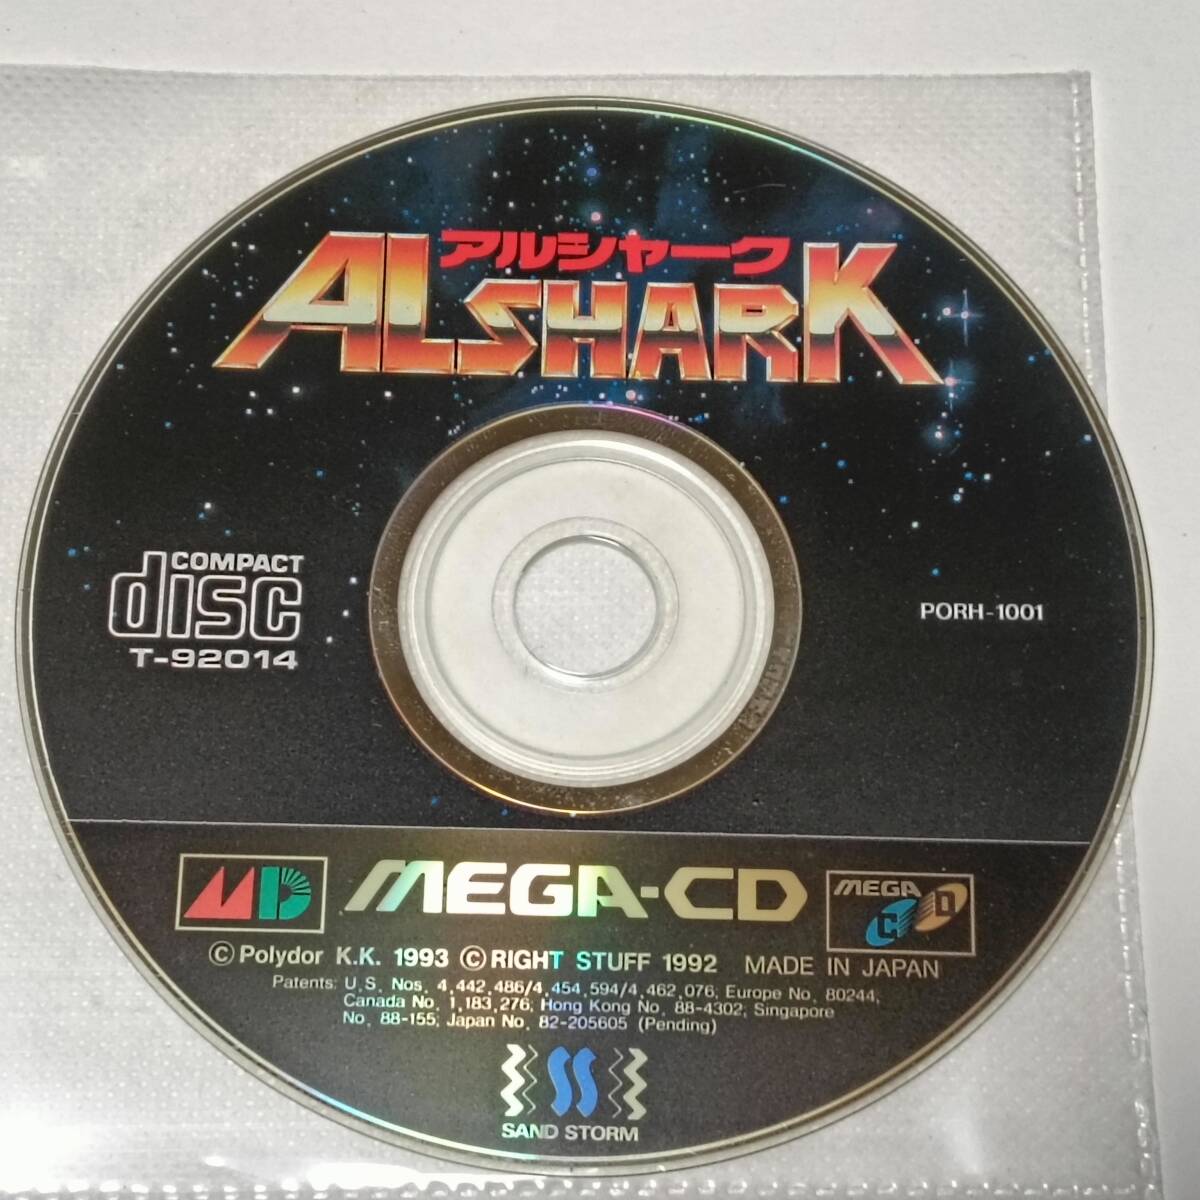 アルシャーク
ALSHARK
COMPACT
disc
T-92014
PORH-1001
MD
MEGA-CD
MEGA
CD
©Polydor K.K. 1993 ©RIGHT STUFF 1992 MADE IN JAPAN
Patents: U.S. Nos. 4,442,486/4,454,594/4,462,076; Europe No. 80244;
Canada No. 1,183,276; Hong Kong No. 88-4302; Singapore
No. 88-155; Japan No. 82-205605 (Pending)
SS
SAND STORM